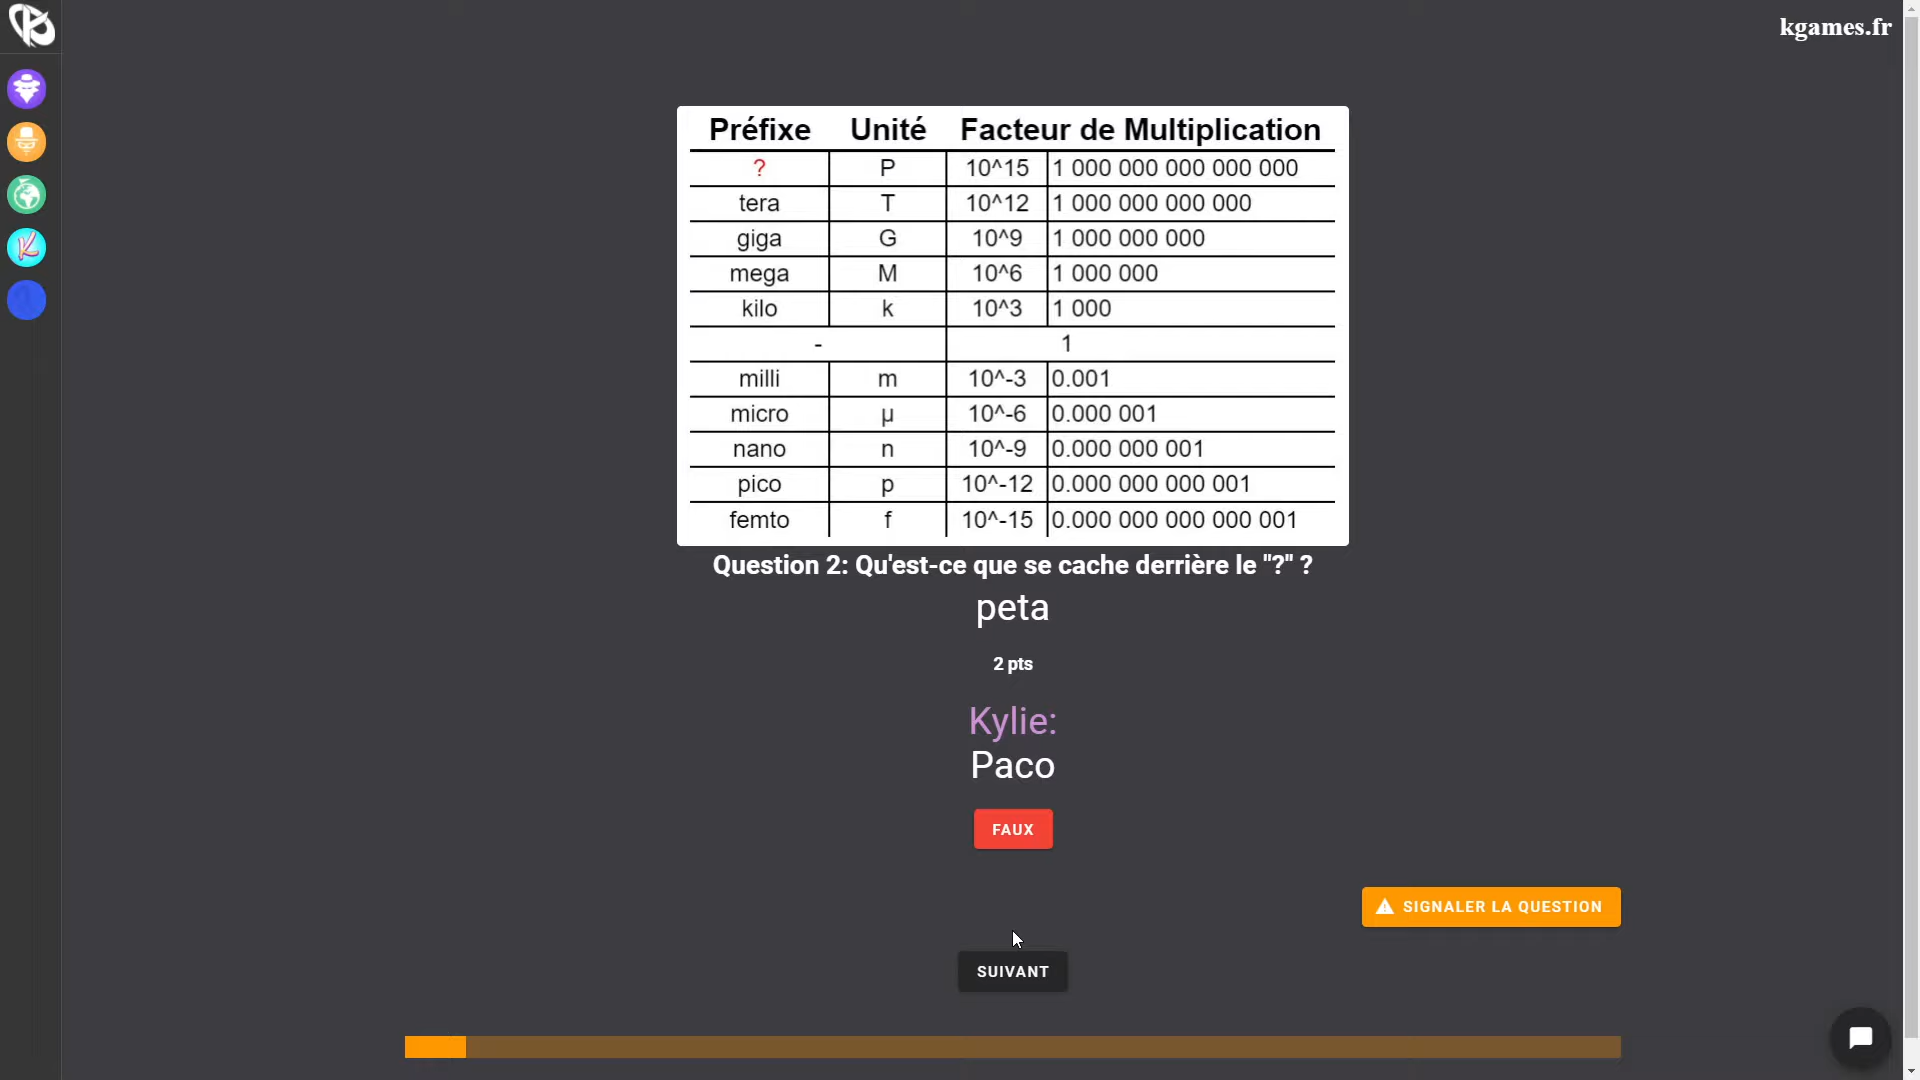 kgames.fr
Préfixe Unité Facteur de Multiplication
? P 10^15 1 000 000 000 000 000
tera T 10^12 1 000 000 000 000
giga G 10^9 1 000 000 000
mega M 10^6 1 000 000
kilo k 10^3 1 000
- 1
milli m 10^-3 0.001
micro µ 10^-6 0.000 001
nano n 10^-9 0.000 000 001
pico p 10^-12 0.000 000 000 001
femto f 10^-15 0.000 000 000 000 001
Question 2: Qu'est-ce que se cache derrière le "?" ?
peta
2 pts
Kylie:
Paco
FAUX
SIGNALER LA QUESTION
SUIVANT